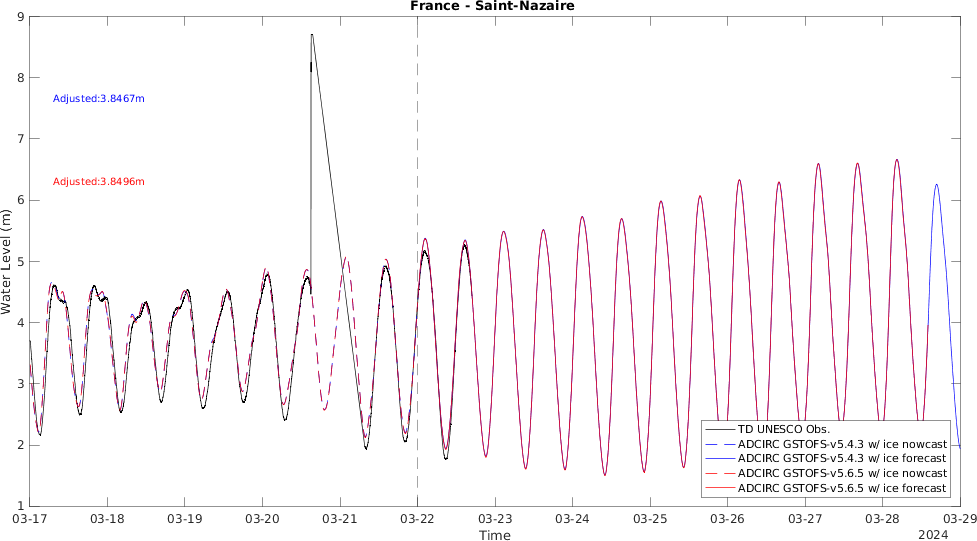 France - Saint-Nazaire
9
8
7
6
5
4
3
2
1
Water Level (m)
Adjusted:3.8467m
Adjusted:3.8496m
TD UNESCO Obs.
ADCIRC GSTOFS-v5.4.3 w/ ice nowcast
ADCIRC GSTOFS-v5.4.3 w/ ice forecast
ADCIRC GSTOFS-v5.6.5 w/ ice nowcast
ADCIRC GSTOFS-v5.6.5 w/ ice forecast
03-17 03-18 03-19 03-20 03-21 03-22 03-23 03-24 03-25 03-26 03-27 03-28 03-29
Time
2024